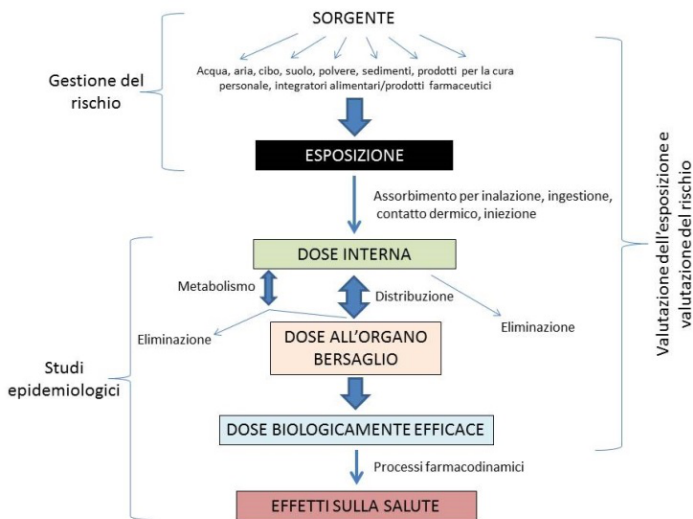 SORGENTE
Acqua, aria, cibo, suolo, polvere, sedimenti, prodotti per la cura
personale, integratori alimentari/prodotti farmaceutici
Gestione del
rischio
ESPOSIZIONE
Assorbimento per inalazione, ingestione,
contatto dermico, iniezione
Valutazione dell'esposizione e
valutazione del rischio
DOSE INTERNA
Metabolismo
Distribuzione
Eliminazione
Eliminazione
DOSE ALL'ORGANO
BERSAGLIO
Studi
epidemiologici
DOSE BIOLOGICAMENTE EFFICACE
Processi farmacodinamici
EFFETTI SULLA SALUTE